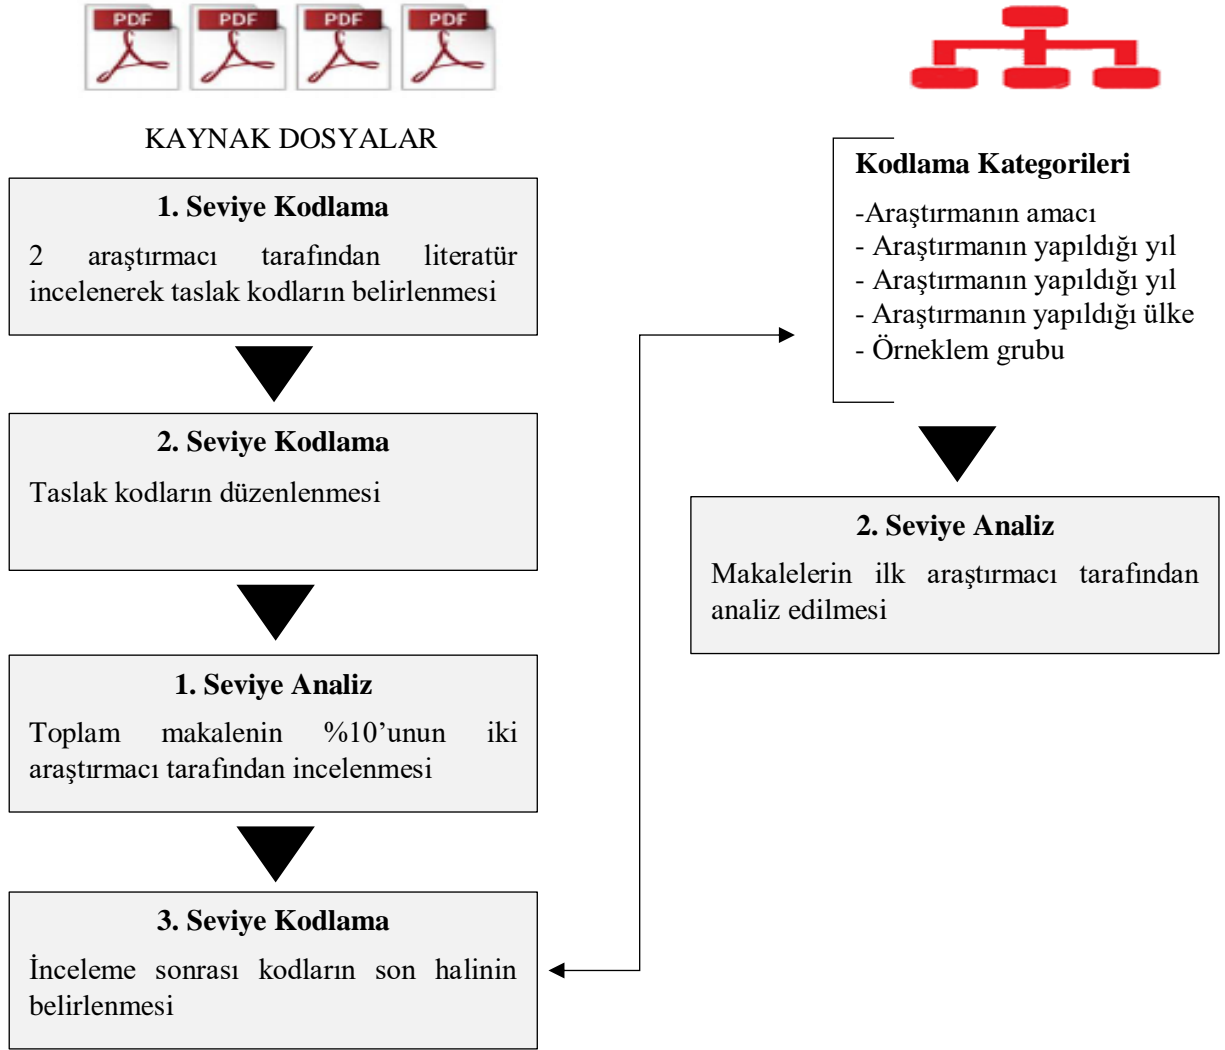 PDF PDF PDF PDF
KAYNAK DOSYALAR
1. Seviye Kodlama
2 araştırmacı tarafından literatür
incelenerek taslak kodların belirlenmesi
2. Seviye Kodlama
Taslak kodların düzenlenmesi
1. Seviye Analiz
Toplam makalenin %10’unun iki
araştırmacı tarafından incelenmesi
3. Seviye Kodlama
İnceleme sonrası kodların son halinin
belirlenmesi
Kodlama Kategorileri
-Araştırmanın amacı
- Araştırmanın yapıldığı yıl
- Araştırmanın yapıldığı yıl
- Araştırmanın yapıldığı ülke
- Örneklem grubu
2. Seviye Analiz
Makalelerin ilk araştırmacı tarafından
analiz edilmesi